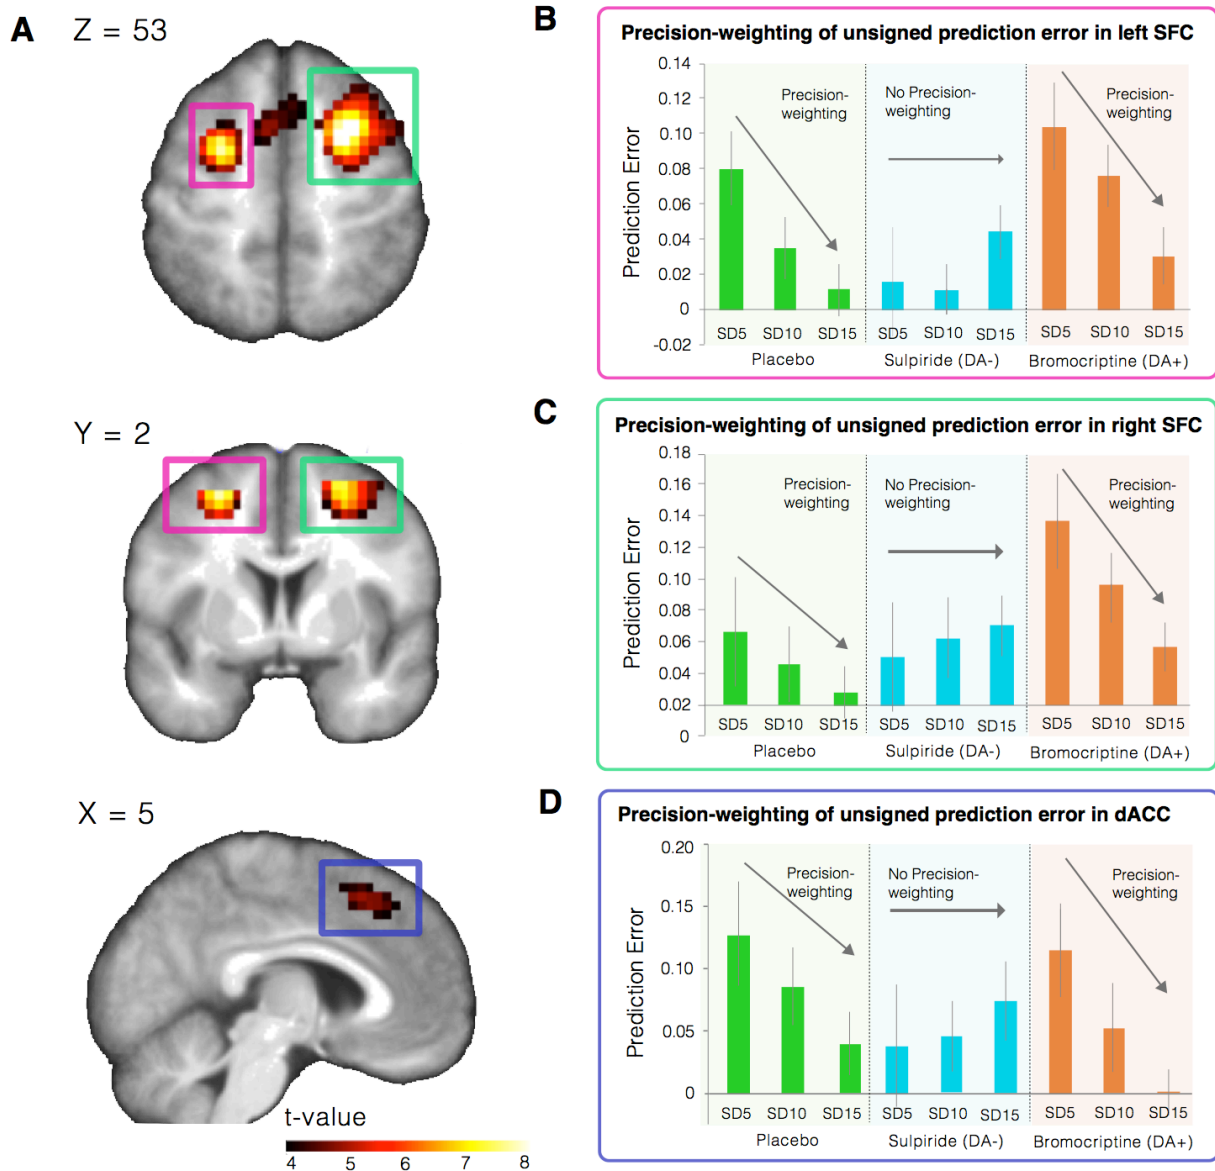 A
Z = 53
Y = 2
X = 5
t-value
4 5 6 7 8
B
Precision-weighting of unsigned prediction error in left SFC
Prediction Error
0.14
0.12
0.10
0.08
0.06
0.04
0.02
0
-0.02
Precision-
weighting
No Precision-
weighting
Precision-
weighting
SD5 SD10 SD15 SD5 SD10 SD15 SD5 SD10 SD15
Placebo Sulpiride (DA-) Bromocriptine (DA+)
C
Precision-weighting of unsigned prediction error in right SFC
Prediction Error
0.18
0.16
0.14
0.12
0.10
0.08
0.06
0.04
0.02
0
Precision-
weighting
No Precision-
weighting
Precision-
weighting
SD5 SD10 SD15 SD5 SD10 SD15 SD5 SD10 SD15
Placebo Sulpiride (DA-) Bromocriptine (DA+)
D
Precision-weighting of unsigned prediction error in dACC
Prediction Error
0.20
0.15
0.10
0.05
0
Precision-
weighting
No Precision-
weighting
Precision-
weighting
SD5 SD10 SD15 SD5 SD10 SD15 SD5 SD10 SD15
Placebo Sulpiride (DA-) Bromocriptine (DA+)